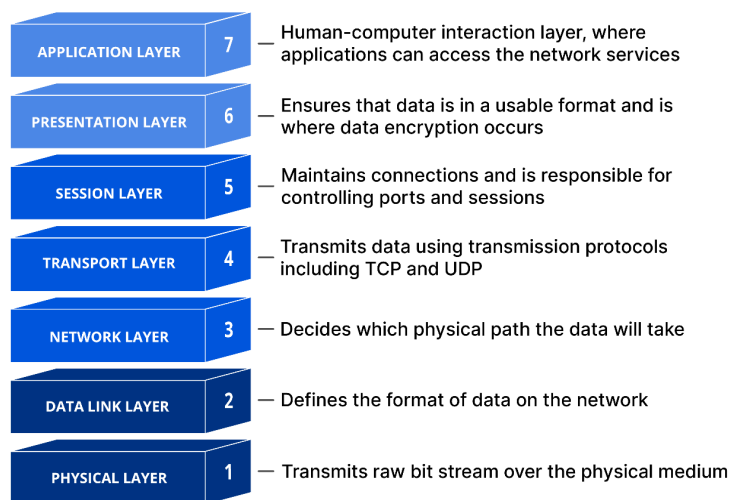 APPLICATION LAYER 7
Human-computer interaction layer, where
applications can access the network services
PRESENTATION LAYER 6
Ensures that data is in a usable format and is
where data encryption occurs
SESSION LAYER 5
Maintains connections and is responsible for
controlling ports and sessions
TRANSPORT LAYER 4
Transmits data using transmission protocols
including TCP and UDP
NETWORK LAYER 3
Decides which physical path the data will take
DATA LINK LAYER 2
Defines the format of data on the network
PHYSICAL LAYER 1
Transmits raw bit stream over the physical medium